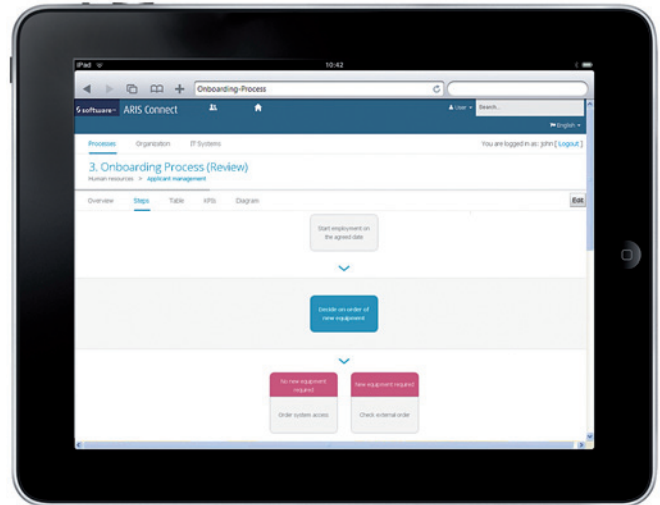 iPad
10:42
Onboarding-Process
software AG
ARIS Connect
User
Search...
English
Processes Organization IT Systems
You are logged in as: John [ Logout ]
3. Onboarding Process (Review)
Human resources > Applicant management
Overview Steps Table KPIs Diagram
Edit
Start employment on
the agreed date
Decide on order of
new equipment
No new equipment
required
New equipment required
Order system access
Check external order